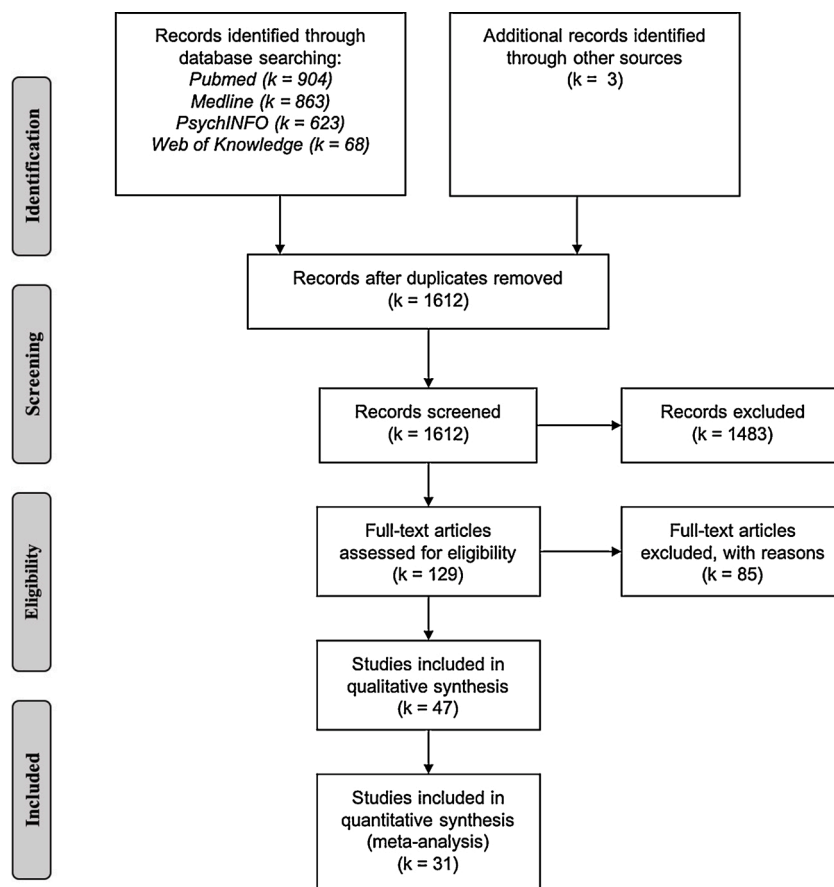 Records identified through
database searching:
Pubmed (k = 904)
Medline (k = 863)
PsychINFO (k = 623)
Web of Knowledge (k = 68)
Additional records identified
through other sources
(k = 3)
Identification
Records after duplicates removed
(k = 1612)
Screening
Records screened
(k = 1612)
Records excluded
(k = 1483)
Eligibility
Full-text articles
assessed for eligibility
(k = 129)
Full-text articles
excluded, with reasons
(k = 85)
Studies included in
qualitative synthesis
(k = 47)
Included
Studies included in
quantitative synthesis
(meta-analysis)
(k = 31)